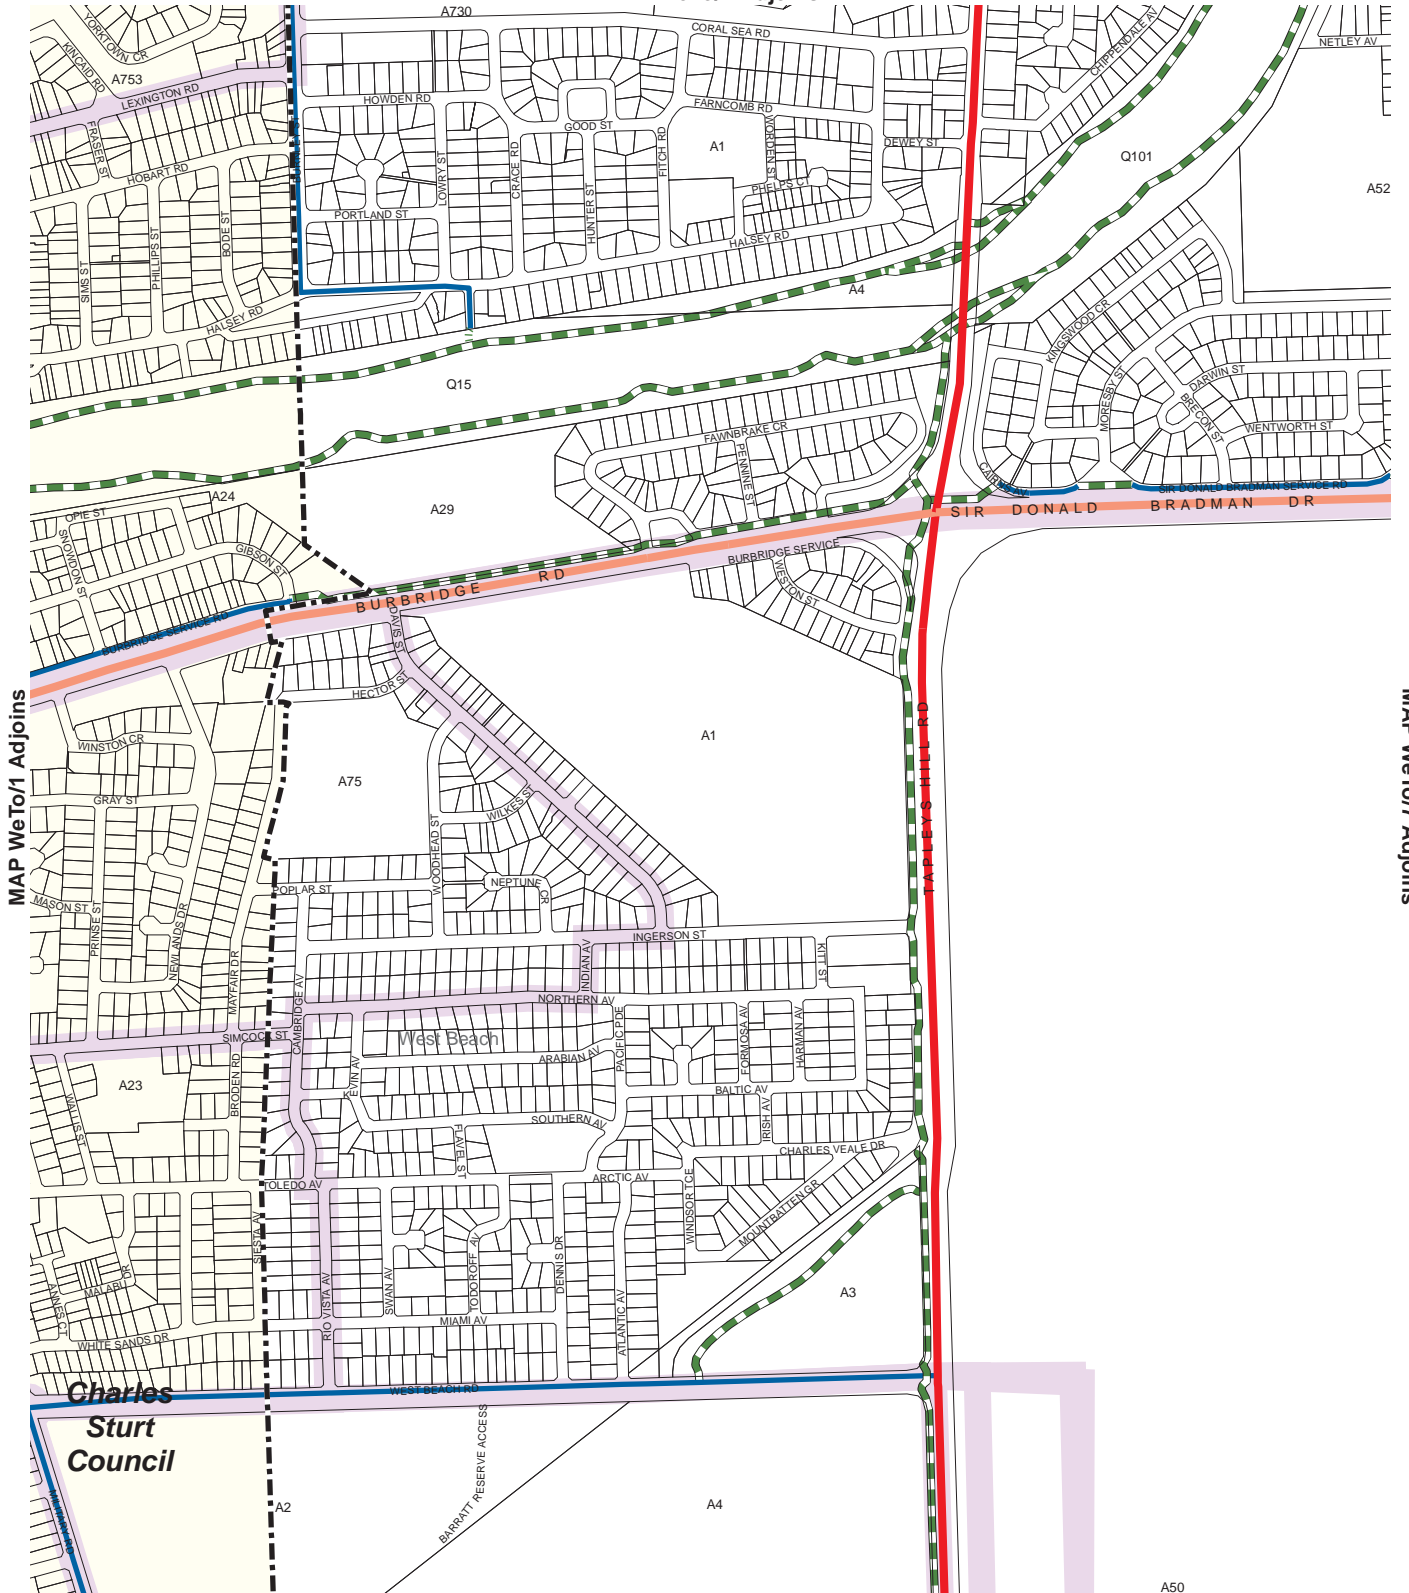 A730
CORAL SEA RD
CHIPPENDALE AV
NETLEY AV
YORKTOWN CR
KINCAID RD
A753
LEXINGTON RD
HOWDEN RD
FARNCOMB RD
GOOD ST
WORDEN ST
A1
DEWEY ST
Q101
FRASER ST
HOBART RD
LOWRY ST
CRACE RD
FITCH RD
PHELPS CT
A52
PORTLAND ST
HUNTER ST
HALSEY RD
BODE ST
PHILLIPS ST
SIMS ST
HALSEY RD
A4
KINGSWOOD CR
Q15
MORESBY ST
DARWIN ST
BRECON ST
WENTWORTH ST
FAWNBRAKE CR
PENNINE ST
CAIRNS AV
SIR DONALD BRADMAN SERVICE RD
SIR DONALD BRADMAN DR
A24
OPIE ST
A29
SNOWDON ST
GIBSON ST
BURBRIDGE SERVICE
WESTON ST
BURBRIDGE RD
BURBRIDGE SERVICE RD
DAVIS ST
HECTOR ST
MAP WeTo/1 Adjoins
TAPLEYS HILL RD
WINSTON CR
A1
A75
GRAY ST
WILKES ST
WOODHEAD ST
POPLAR ST
NEPTUNE CR
MASON ST
PRINSE ST
NEWLANDS DR
MAYFAIR DR
INGERSON ST
KITT ST
INDIAN AV
CAMBRIDGE AV
NORTHERN AV
SIMCOCK ST
West Beach
PACIFIC PDE
FORMOSA AV
HARMAN AV
ARABIAN AV
KEVIN AV
A23
BRODEN RD
BALTIC AV
WALLIS ST
SOUTHERN AV
IRISH AV
FLAVEL ST
CHARLES VEALE DR
TOLEDO AV
ARCTIC AV
WINDSOR TCE
MOUNTBATTEN GR
SIESTA AV
RIO VISTA AV
SWAN AV
TODOROFF AV
DENNIS DR
ATLANTIC AV
A3
ANNES CT
WHITE SANDS DR
MIAMI AV
Charles
Sturt
Council
WEST BEACH RD
BARRATT RESERVE ACCESS
MILITARY RD
A2
A4
A50